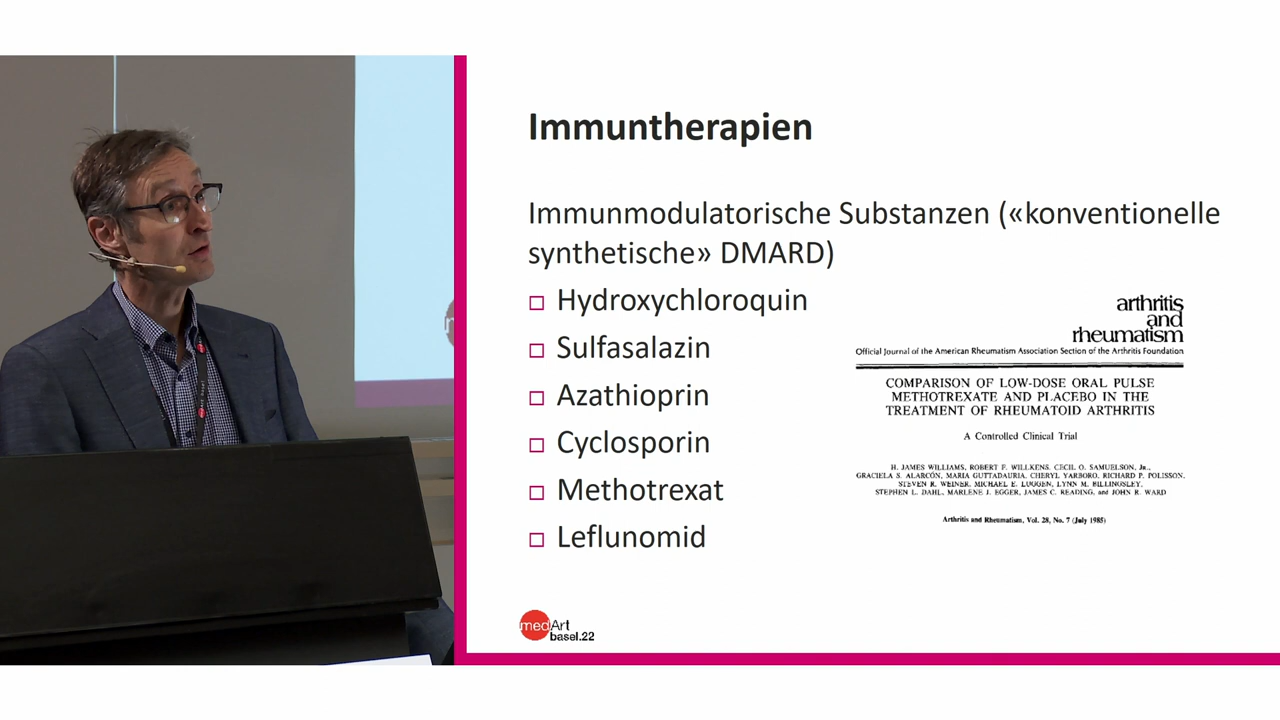 Immuntherapien
Immunmodulatorische Substanzen («konventionelle
synthetische» DMARD)
□ Hydroxychloroquin
□ Sulfasalazin
□ Azathioprin
□ Cyclosporin
□ Methotrexat
□ Leflunomid
arthritis
and
rheumatism
Official Journal of the American Rheumatism Association Section of the Arthritis Foundation
COMPARISON OF LOW-DOSE ORAL PULSE
METHOTREXATE AND PLACEBO IN THE
TREATMENT OF RHEUMATOID ARTHRITIS
A Controlled Clinical Trial
H. JAMES WILLIAMS, ROBERT F. WILLKENS, CECIL O. SAMUELSON, Jr.,
GRACIELA S. ALARCÓN, MARIA GUTTADAURIA, CHERYL YARBORO, RICHARD P. POLISSON,
STEVEN R. WEINER, MICHAEL E. LUGGEN, LYNN M. BILLINGSLEY,
STEPHEN L. DAHL, MARLENE J. EGGER, JAMES C. READING, and JOHN R. WARD
Arthritis and Rheumatism, Vol. 28, No. 7 (July 1985)
medArt
basel.22